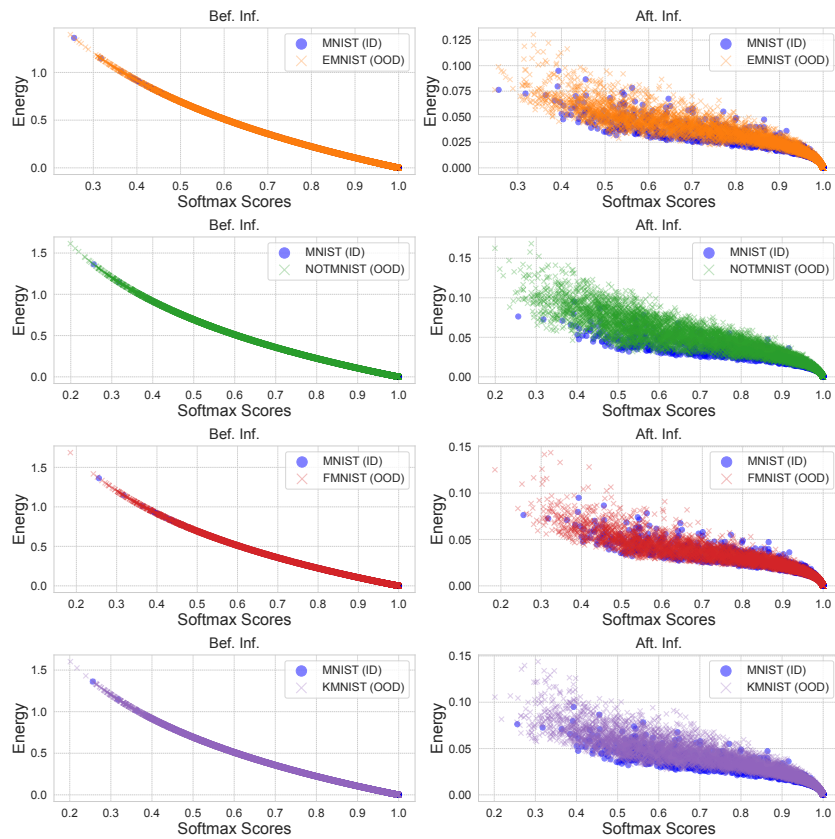 Bef. Inf.
Energy
1.0
0.0
MNIST (ID)
EMNIST (OOD)
0.3 0.4 0.5 0.6 0.7 0.8 0.9 1.0
Softmax Scores
Aft. Inf.
0.125
0.100
0.075
0.050
0.025
0.000
MNIST (ID)
EMNIST (OOD)
0.3 0.4 0.5 0.6 0.7 0.8 0.9 1.0
Softmax Scores
Bef. Inf.
Energy
1.5
1.0
0.5
0.0
MNIST (ID)
NOTMNIST (OOD)
0.2 0.3 0.4 0.5 0.6 0.7 0.8 0.9 1.0
Softmax Scores
Aft. Inf.
0.15
0.10
0.05
0.00
MNIST (ID)
NOTMNIST (OOD)
0.2 0.3 0.4 0.5 0.6 0.7 0.8 0.9 1.0
Softmax Scores
Bef. Inf.
Energy
1.5
1.0
0.5
0.0
MNIST (ID)
FMNIST (OOD)
0.2 0.3 0.4 0.5 0.6 0.7 0.8 0.9 1.0
Softmax Scores
Aft. Inf.
0.15
0.10
0.05
0.00
MNIST (ID)
FMNIST (OOD)
0.2 0.3 0.4 0.5 0.6 0.7 0.8 0.9 1.0
Softmax Scores
Bef. Inf.
Energy
1.5
1.0
0.5
0.0
MNIST (ID)
KMNIST (OOD)
0.2 0.3 0.4 0.5 0.6 0.7 0.8 0.9 1.0
Softmax Scores
Aft. Inf.
0.15
0.10
0.05
0.00
MNIST (ID)
KMNIST (OOD)
0.2 0.3 0.4 0.5 0.6 0.7 0.8 0.9 1.0
Softmax Scores